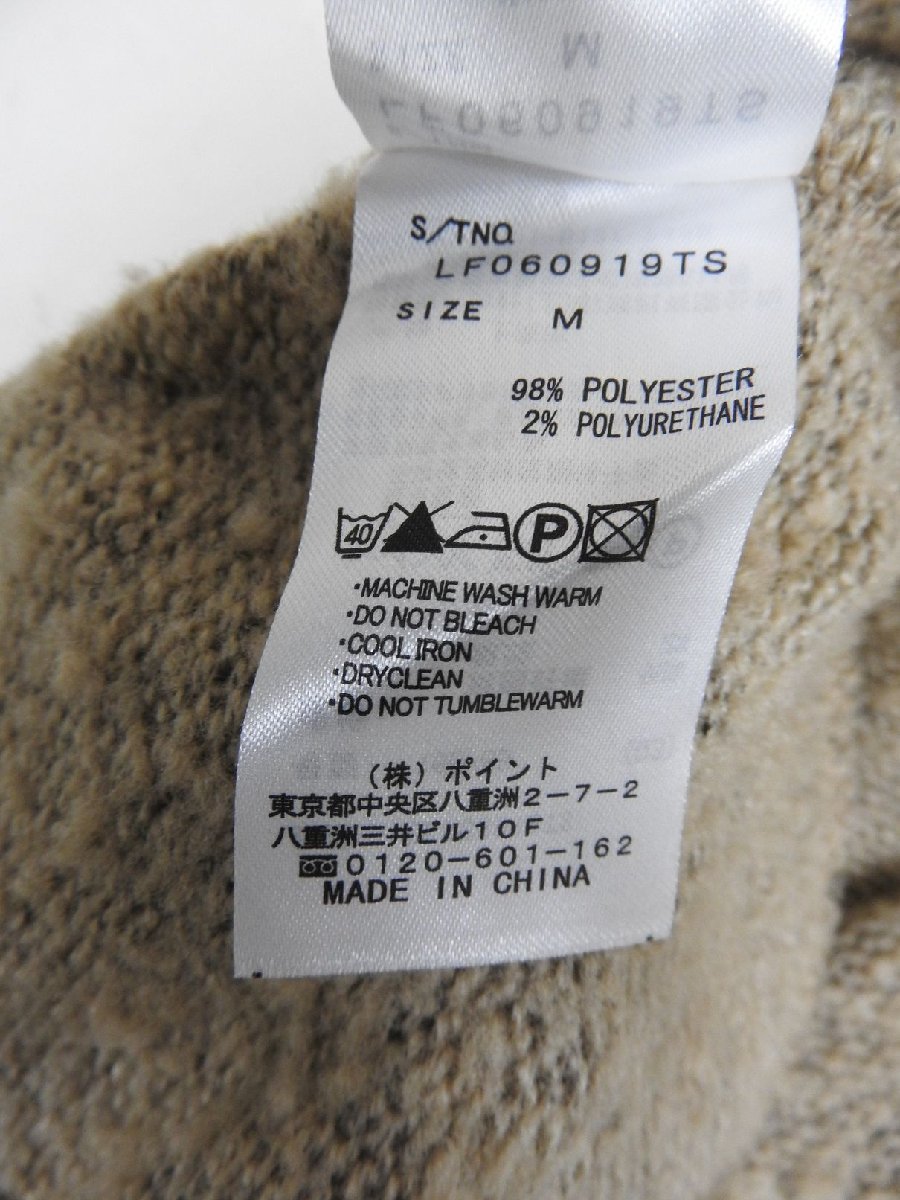 M
LF060919TS
S/TNO
LF060919TS
SIZE M
98% POLYESTER
2% POLYURETHANE
40 P
・MACHINE WASH WARM
・DO NOT BLEACH
・COOL IRON
・DRYCLEAN
・DO NOT TUMBLEWARM
(株)ポイント
東京都中央区八重洲2-7-2
八重洲三井ビル10F
0120-601-162
MADE IN CHINA